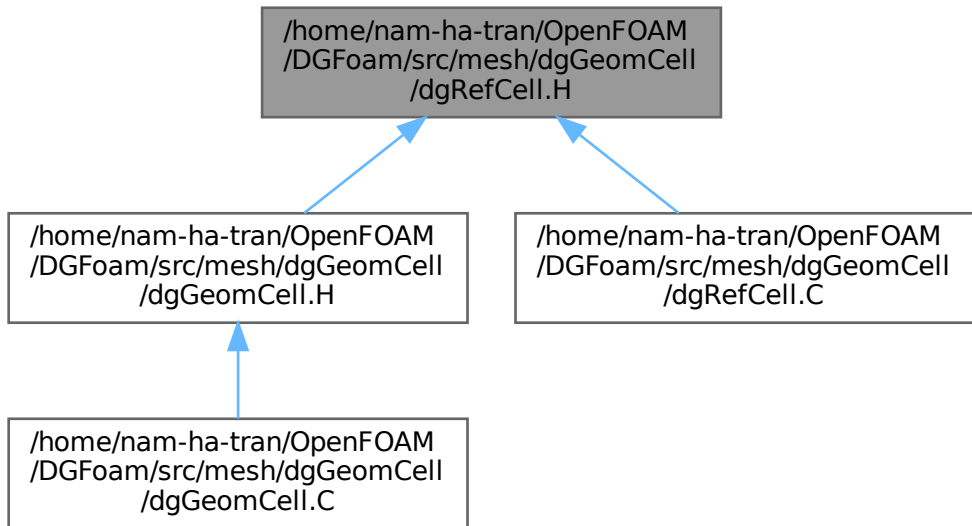 /home/nam-ha-tran/OpenFOAM
/DGFoam/src/mesh/dgGeomCell
/dgRefCell.H
/home/nam-ha-tran/OpenFOAM
/DGFoam/src/mesh/dgGeomCell
/dgGeomCell.H
/home/nam-ha-tran/OpenFOAM
/DGFoam/src/mesh/dgGeomCell
/dgRefCell.C
/home/nam-ha-tran/OpenFOAM
/DGFoam/src/mesh/dgGeomCell
/dgGeomCell.C